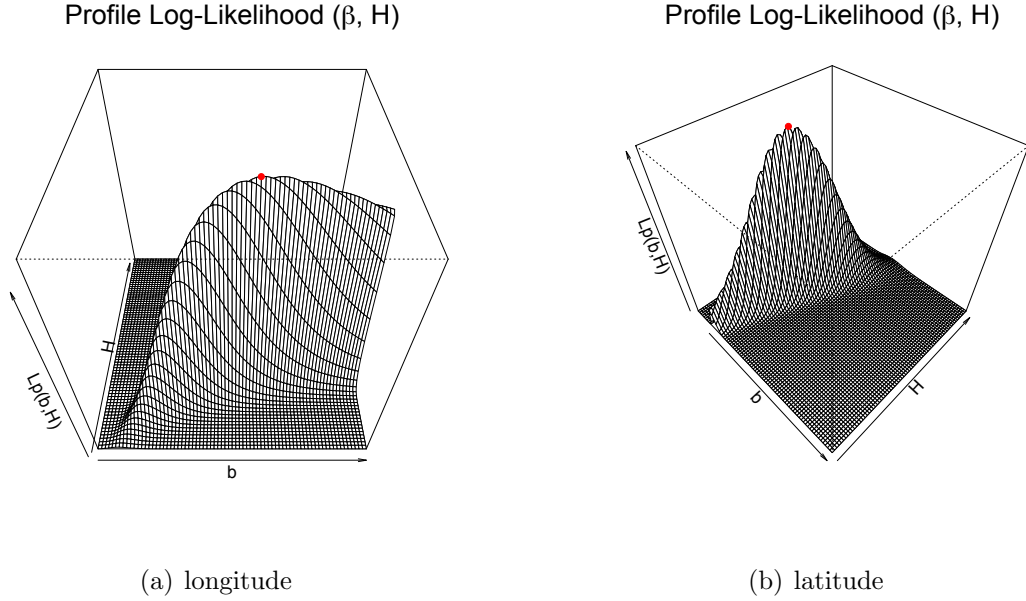 Profile Log-Likelihood (β, H)
Lp(b,H)
H
b
(a) longitude
Profile Log-Likelihood (β, H)
Lp(b,H)
b
H
(b) latitude